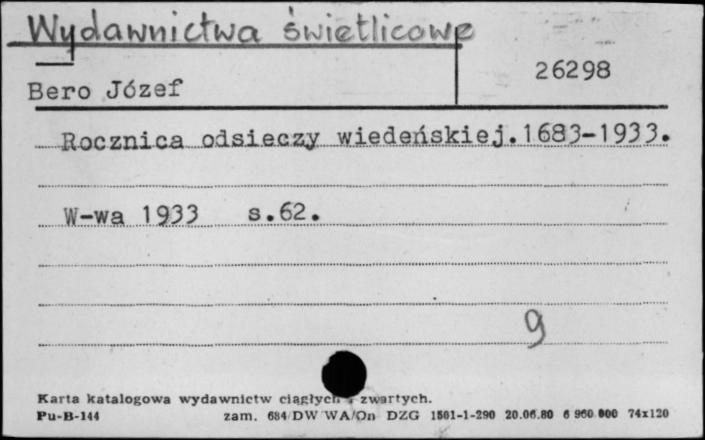 Wydawnictwa świetlicowe
26298
Bero Józef
Rocznica odsieczy wiedeńskiej.1683-1933.
W-wa 1933 s.62.
9
Karta katalogowa wydawnictw ciągłych i zwartych.
Pu-B-144 zam. 684/DW WA/On DZG 1501-1-290 20.06.80 6 960 000 74x120